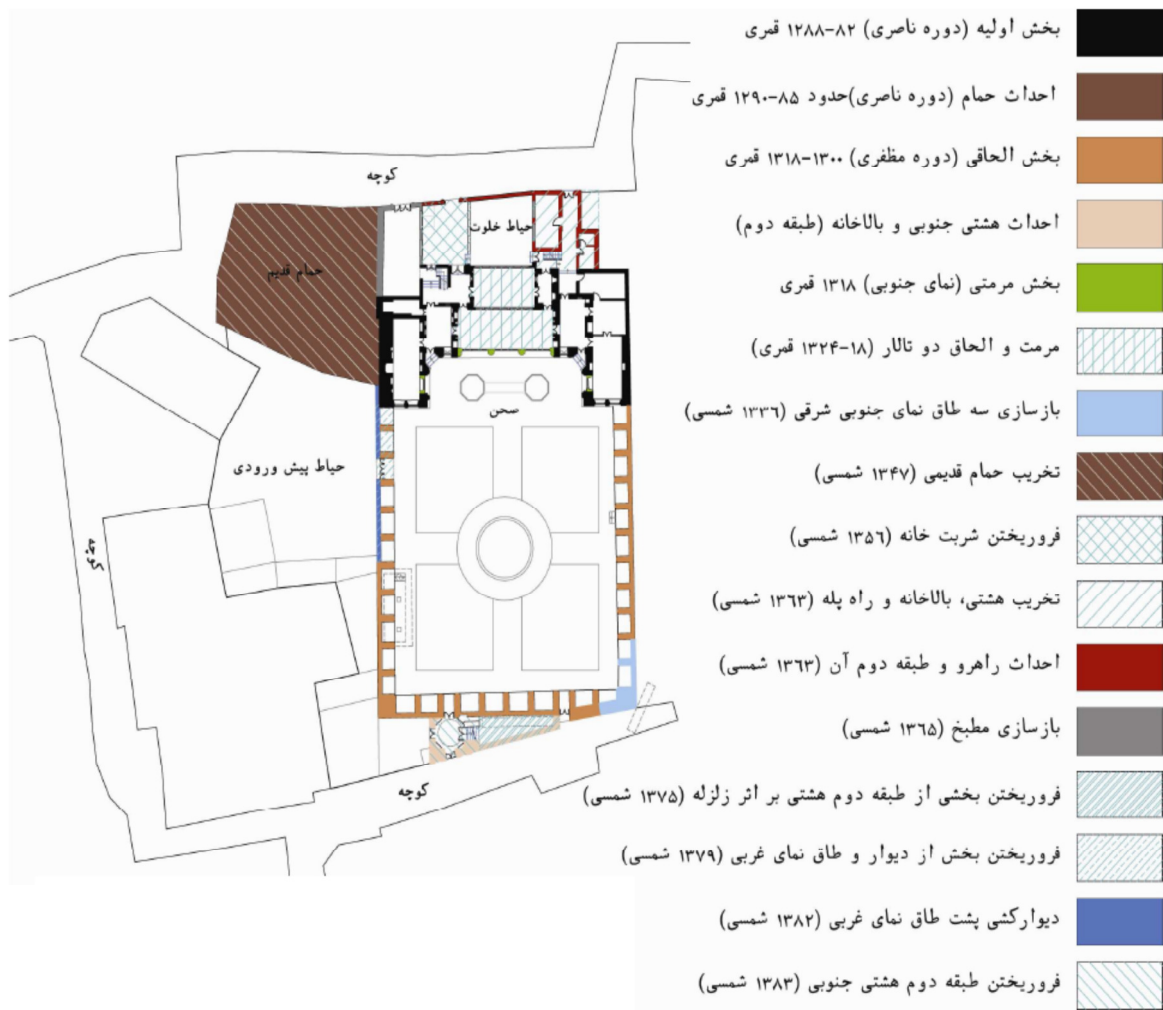 بخش اولیه (دوره ناصری) ۸۲-۱۲۸۸ قمری
احداث حمام (دوره ناصری)حدود ۸۵-۱۲۹۰ قمری
بخش الحاقی (دوره مظفری) ۱۳۰۰-۱۳۱۸ قمری
احداث هشتی جنوبی و بالاخانه (طبقه دوم)
بخش مرمتی (نمای جنوبی) ۱۳۱۸ قمری
مرمت و الحاق دو تالار (۱۸-۱۳۲۴ قمری)
بازسازی سه طاق نمای جنوبی شرقی (۱۳۳۶ شمسی)
تخریب حمام قدیمی (۱۳۴۷ شمسی)
فروریختن شربت خانه (۱۳۵۶ شمسی)
تخریب هشتی، بالاخانه و راه پله (۱۳۶۳ شمسی)
احداث راهرو و طبقه دوم آن (۱۳۶۳ شمسی)
بازسازی مطبخ (۱۳۶۵ شمسی)
فروریختن بخشی از طبقه دوم هشتی بر اثر زلزله (۱۳۷۵ شمسی)
فروریختن بخش از دیوار و طاق نمای غربی (۱۳۷۹ شمسی)
دیوارکشی پشت طاق نمای غربی (۱۳۸۲ شمسی)
فروریختن طبقه دوم هشتی جنوبی (۱۳۸۳ شمسی)
کوچه
حیاط خلوت
حمام قدیم
صحن
حیاط پیش ورودی
کوچه
کوچه